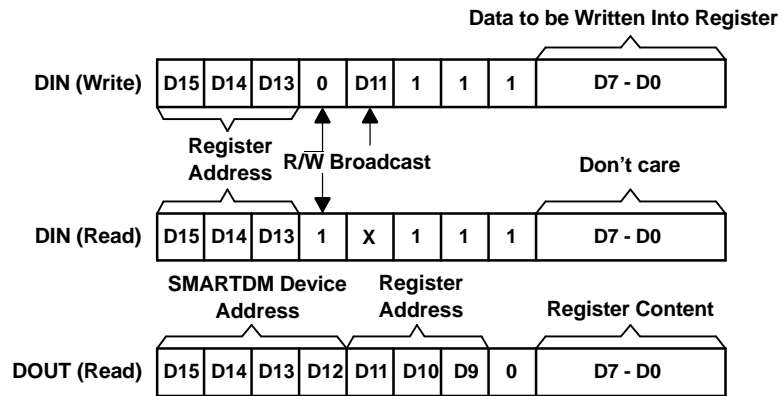 Data to be Written Into Register
DIN (Write) D15 D14 D13 0 D11 1 1 1 D7 - D0
Register
Address
R/W̅ Broadcast
Don't care
DIN (Read) D15 D14 D13 1 X 1 1 1 D7 - D0
SMARTDM Device
Address
Register
Address
Register Content
DOUT (Read) D15 D14 D13 D12 D11 D10 D9 0 D7 - D0